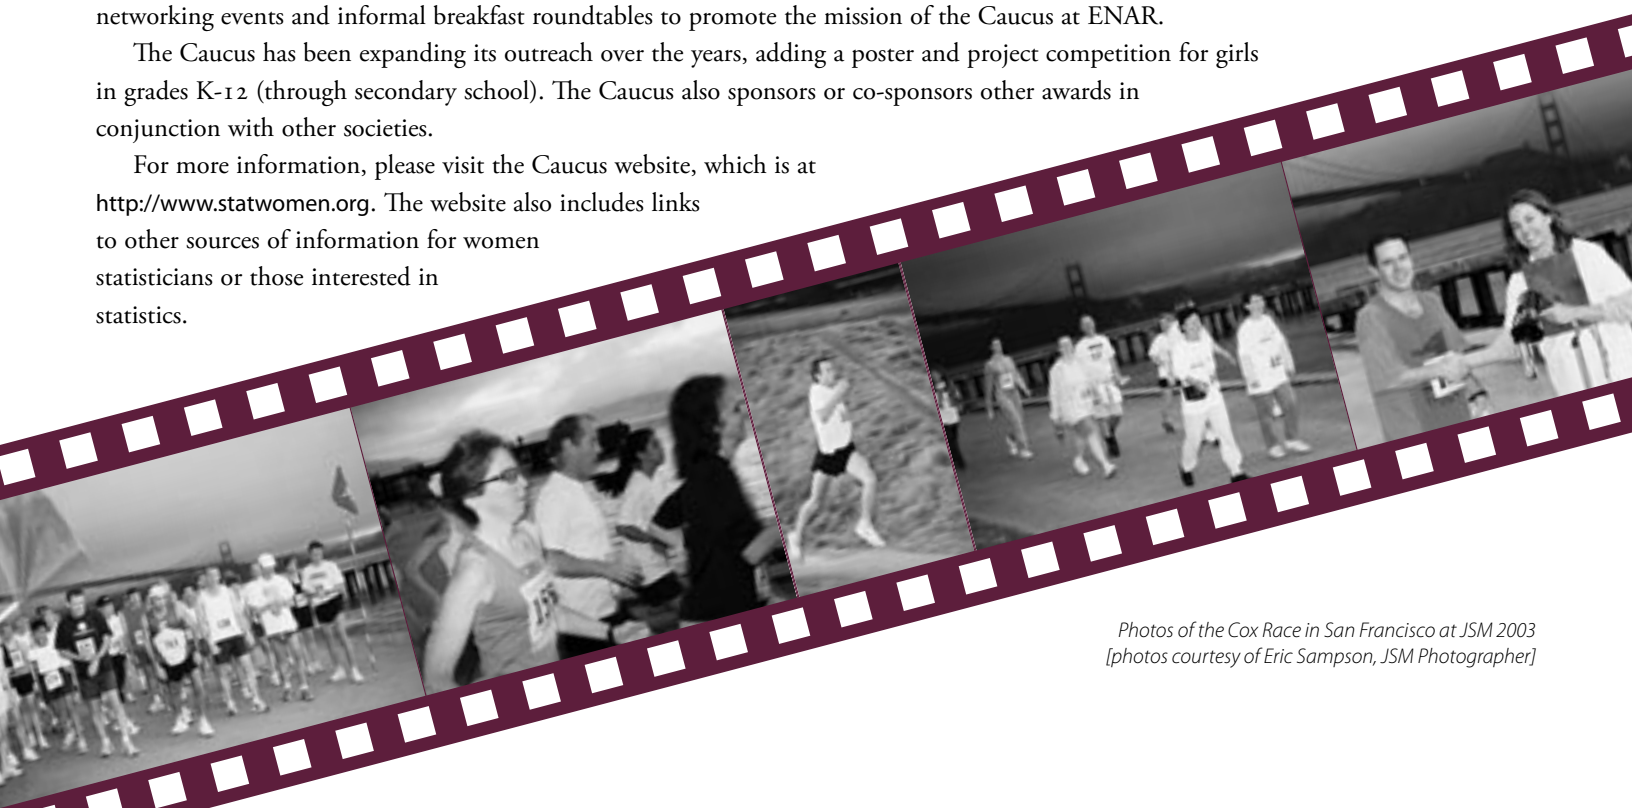 networking events and informal breakfast roundtables to promote the mission of the Caucus at ENAR.
The Caucus has been expanding its outreach over the years, adding a poster and project competition for girls
in grades K-12 (through secondary school). The Caucus also sponsors or co-sponsors other awards in
conjunction with other societies.
For more information, please visit the Caucus website, which is at
http://www.statwomen.org. The website also includes links
to other sources of information for women
statisticians or those interested in
statistics.
Photos of the Cox Race in San Francisco at JSM 2003
[photos courtesy of Eric Sampson, JSM Photographer]